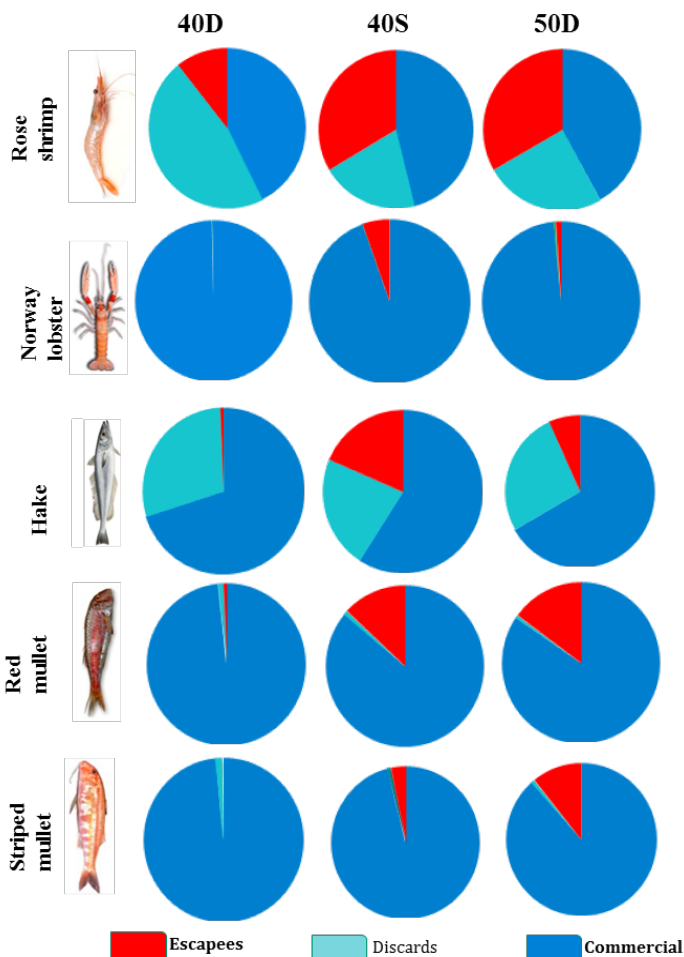 40D 40S 50D
Rose
shrimp
Norway
lobster
Hake
Red
mullet
Striped
mullet
Escapees Discards Commercial